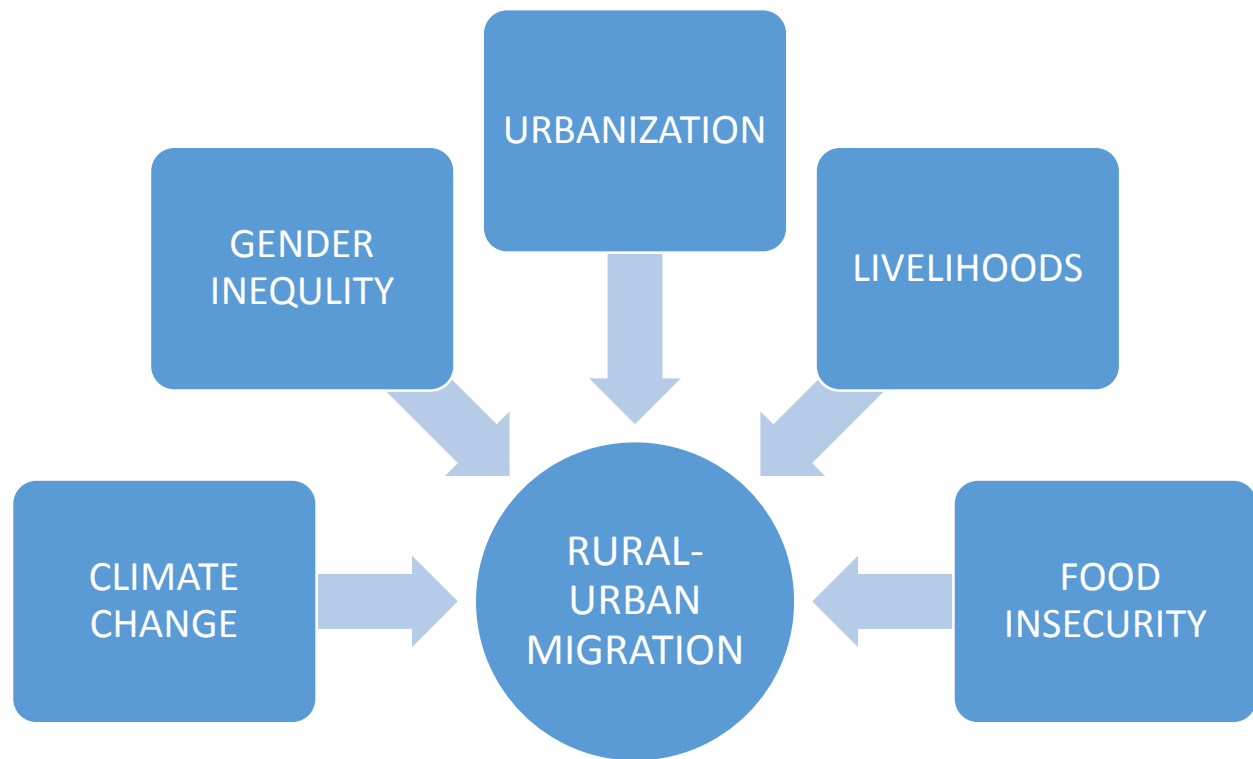 URBANIZATION
GENDER
INEQULITY
LIVELIHOODS
CLIMATE
CHANGE
RURAL-
URBAN
MIGRATION
FOOD
INSECURITY